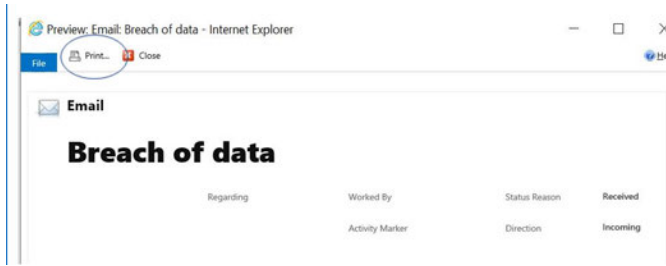 Preview: Email: Breach of data - Internet Explorer
File Print... Close He
Email
Breach of data
Regarding Worked By Status Reason Received
Activity Marker Direction Incoming